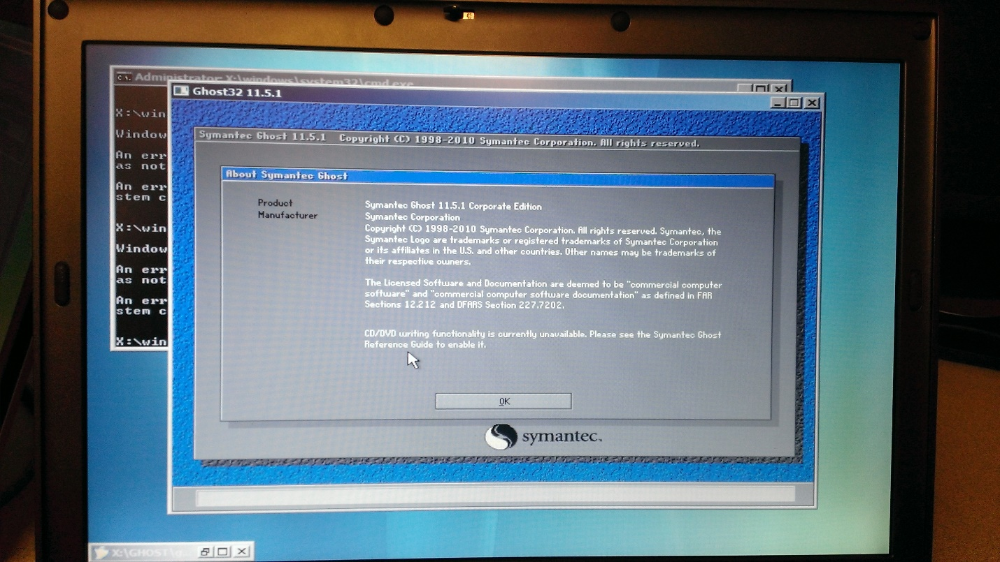 Administrator: X:\windows\system32\cmd.exe
Ghost32 11.5.1
X:\win
Window
An err
as not
An err
stem c
X:\win
Window
An err
as not
An err
stem c
X:\win
Symantec Ghost 11.5.1 Copyright (C) 1998-2010 Symantec Corporation. All rights reserved.
About Symantec Ghost
Product Symantec Ghost 11.5.1 Corporate Edition
Manufacturer Symantec Corporation
Copyright (C) 1998-2010 Symantec Corporation. All rights reserved. Symantec, the
Symantec Logo are trademarks or registered trademarks of Symantec Corporation
or its affiliates in the U.S. and other countries. Other names may be trademarks of
their respective owners.
The Licensed Software and Documentation are deemed to be "commercial computer
software" and "commercial computer software documentation" as defined in FAR
Sections 12.212 and DFARS Section 227.7202.
CD/DVD writing functionality is currently unavailable. Please see the Symantec Ghost
Reference Guide to enable it.
OK
symantec.
X:\GHOST\g...